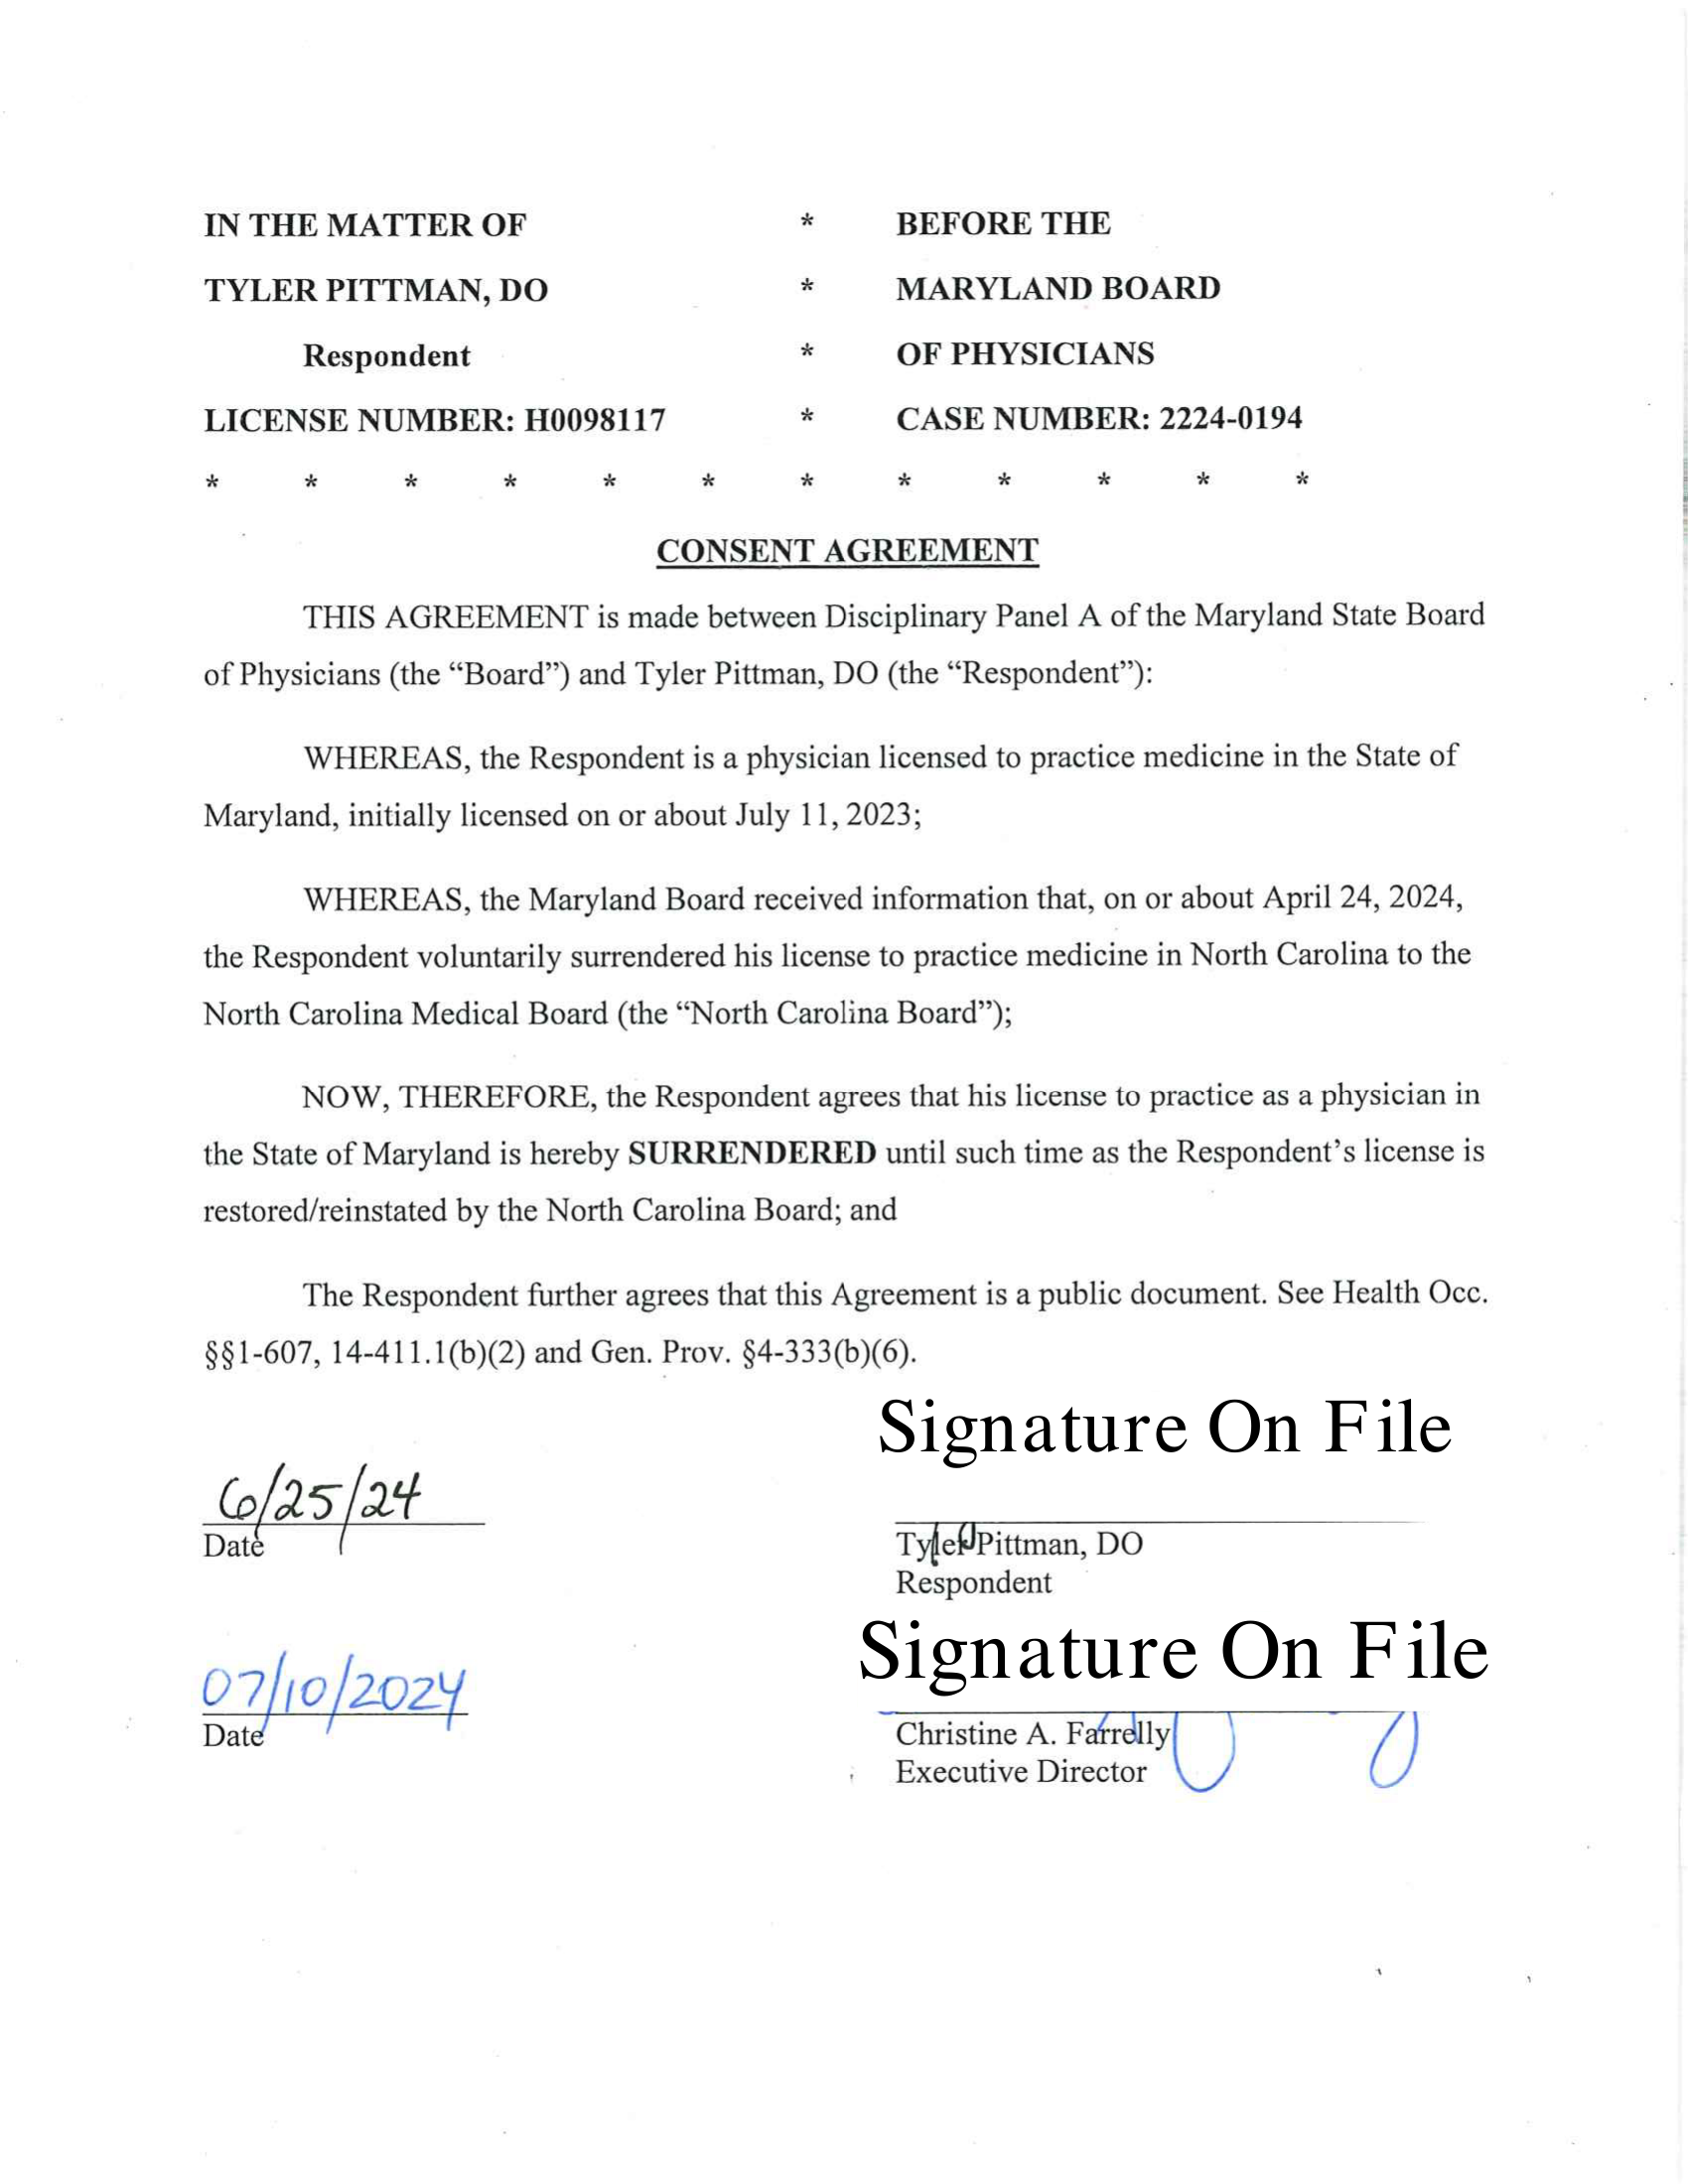 IN THE MATTER OF * BEFORE THE
TYLER PITTMAN, DO * MARYLAND BOARD
Respondent * OF PHYSICIANS
LICENSE NUMBER: H0098117 * CASE NUMBER: 2224-0194
* * * * * * * * * * * *
CONSENT AGREEMENT
THIS AGREEMENT is made between Disciplinary Panel A of the Maryland State Board
of Physicians (the “Board”) and Tyler Pittman, DO (the “Respondent”):
WHEREAS, the Respondent is a physician licensed to practice medicine in the State of
Maryland, initially licensed on or about July 11, 2023;
WHEREAS, the Maryland Board received information that, on or about April 24, 2024,
the Respondent voluntarily surrendered his license to practice medicine in North Carolina to the
North Carolina Medical Board (the “North Carolina Board”);
NOW, THEREFORE, the Respondent agrees that his license to practice as a physician in
the State of Maryland is hereby SURRENDERED until such time as the Respondent’s license is
restored/reinstated by the North Carolina Board; and
The Respondent further agrees that this Agreement is a public document. See Health Occ.
§§1-607, 14-411.1(b)(2) and Gen. Prov. §4-333(b)(6).
Signature On File
6/25/24
Date
Tyler Pittman, DO
Respondent
Signature On File
07/10/2024
Date
Christine A. Farrelly
Executive Director